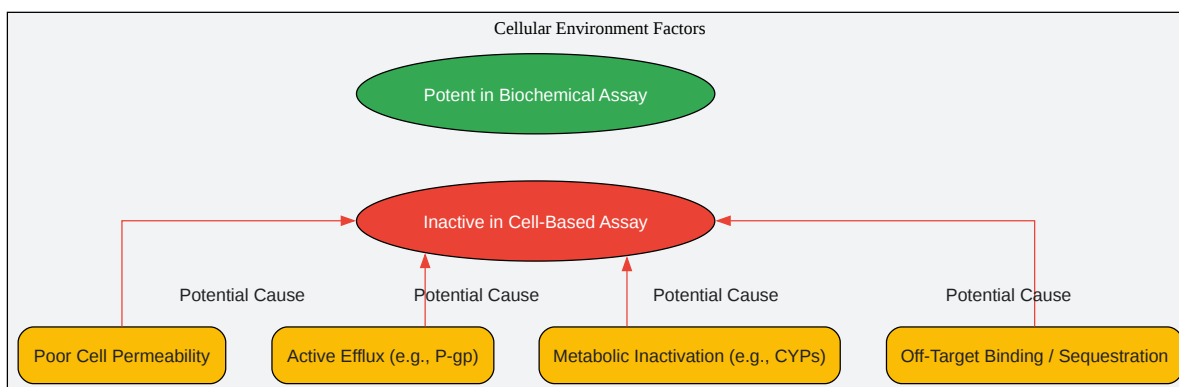 Cellular Environment Factors
Potent in Biochemical Assay
Inactive in Cell-Based Assay
Potential Cause
Potential Cause
Potential Cause
Potential Cause
Poor Cell Permeability
Active Efflux (e.g., P-gp)
Metabolic Inactivation (e.g., CYPs)
Off-Target Binding / Sequestration